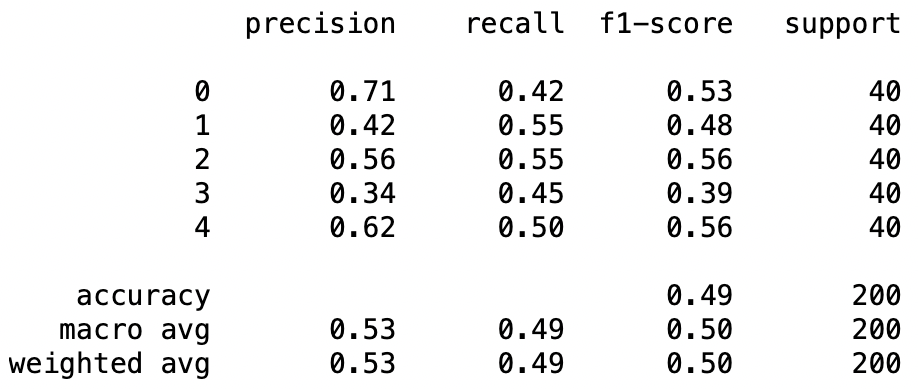 precision recall f1-score support
0 0.71 0.42 0.53 40
1 0.42 0.55 0.48 40
2 0.56 0.55 0.56 40
3 0.34 0.45 0.39 40
4 0.62 0.50 0.56 40
accuracy 0.49 200
macro avg 0.53 0.49 0.50 200
weighted avg 0.53 0.49 0.50 200